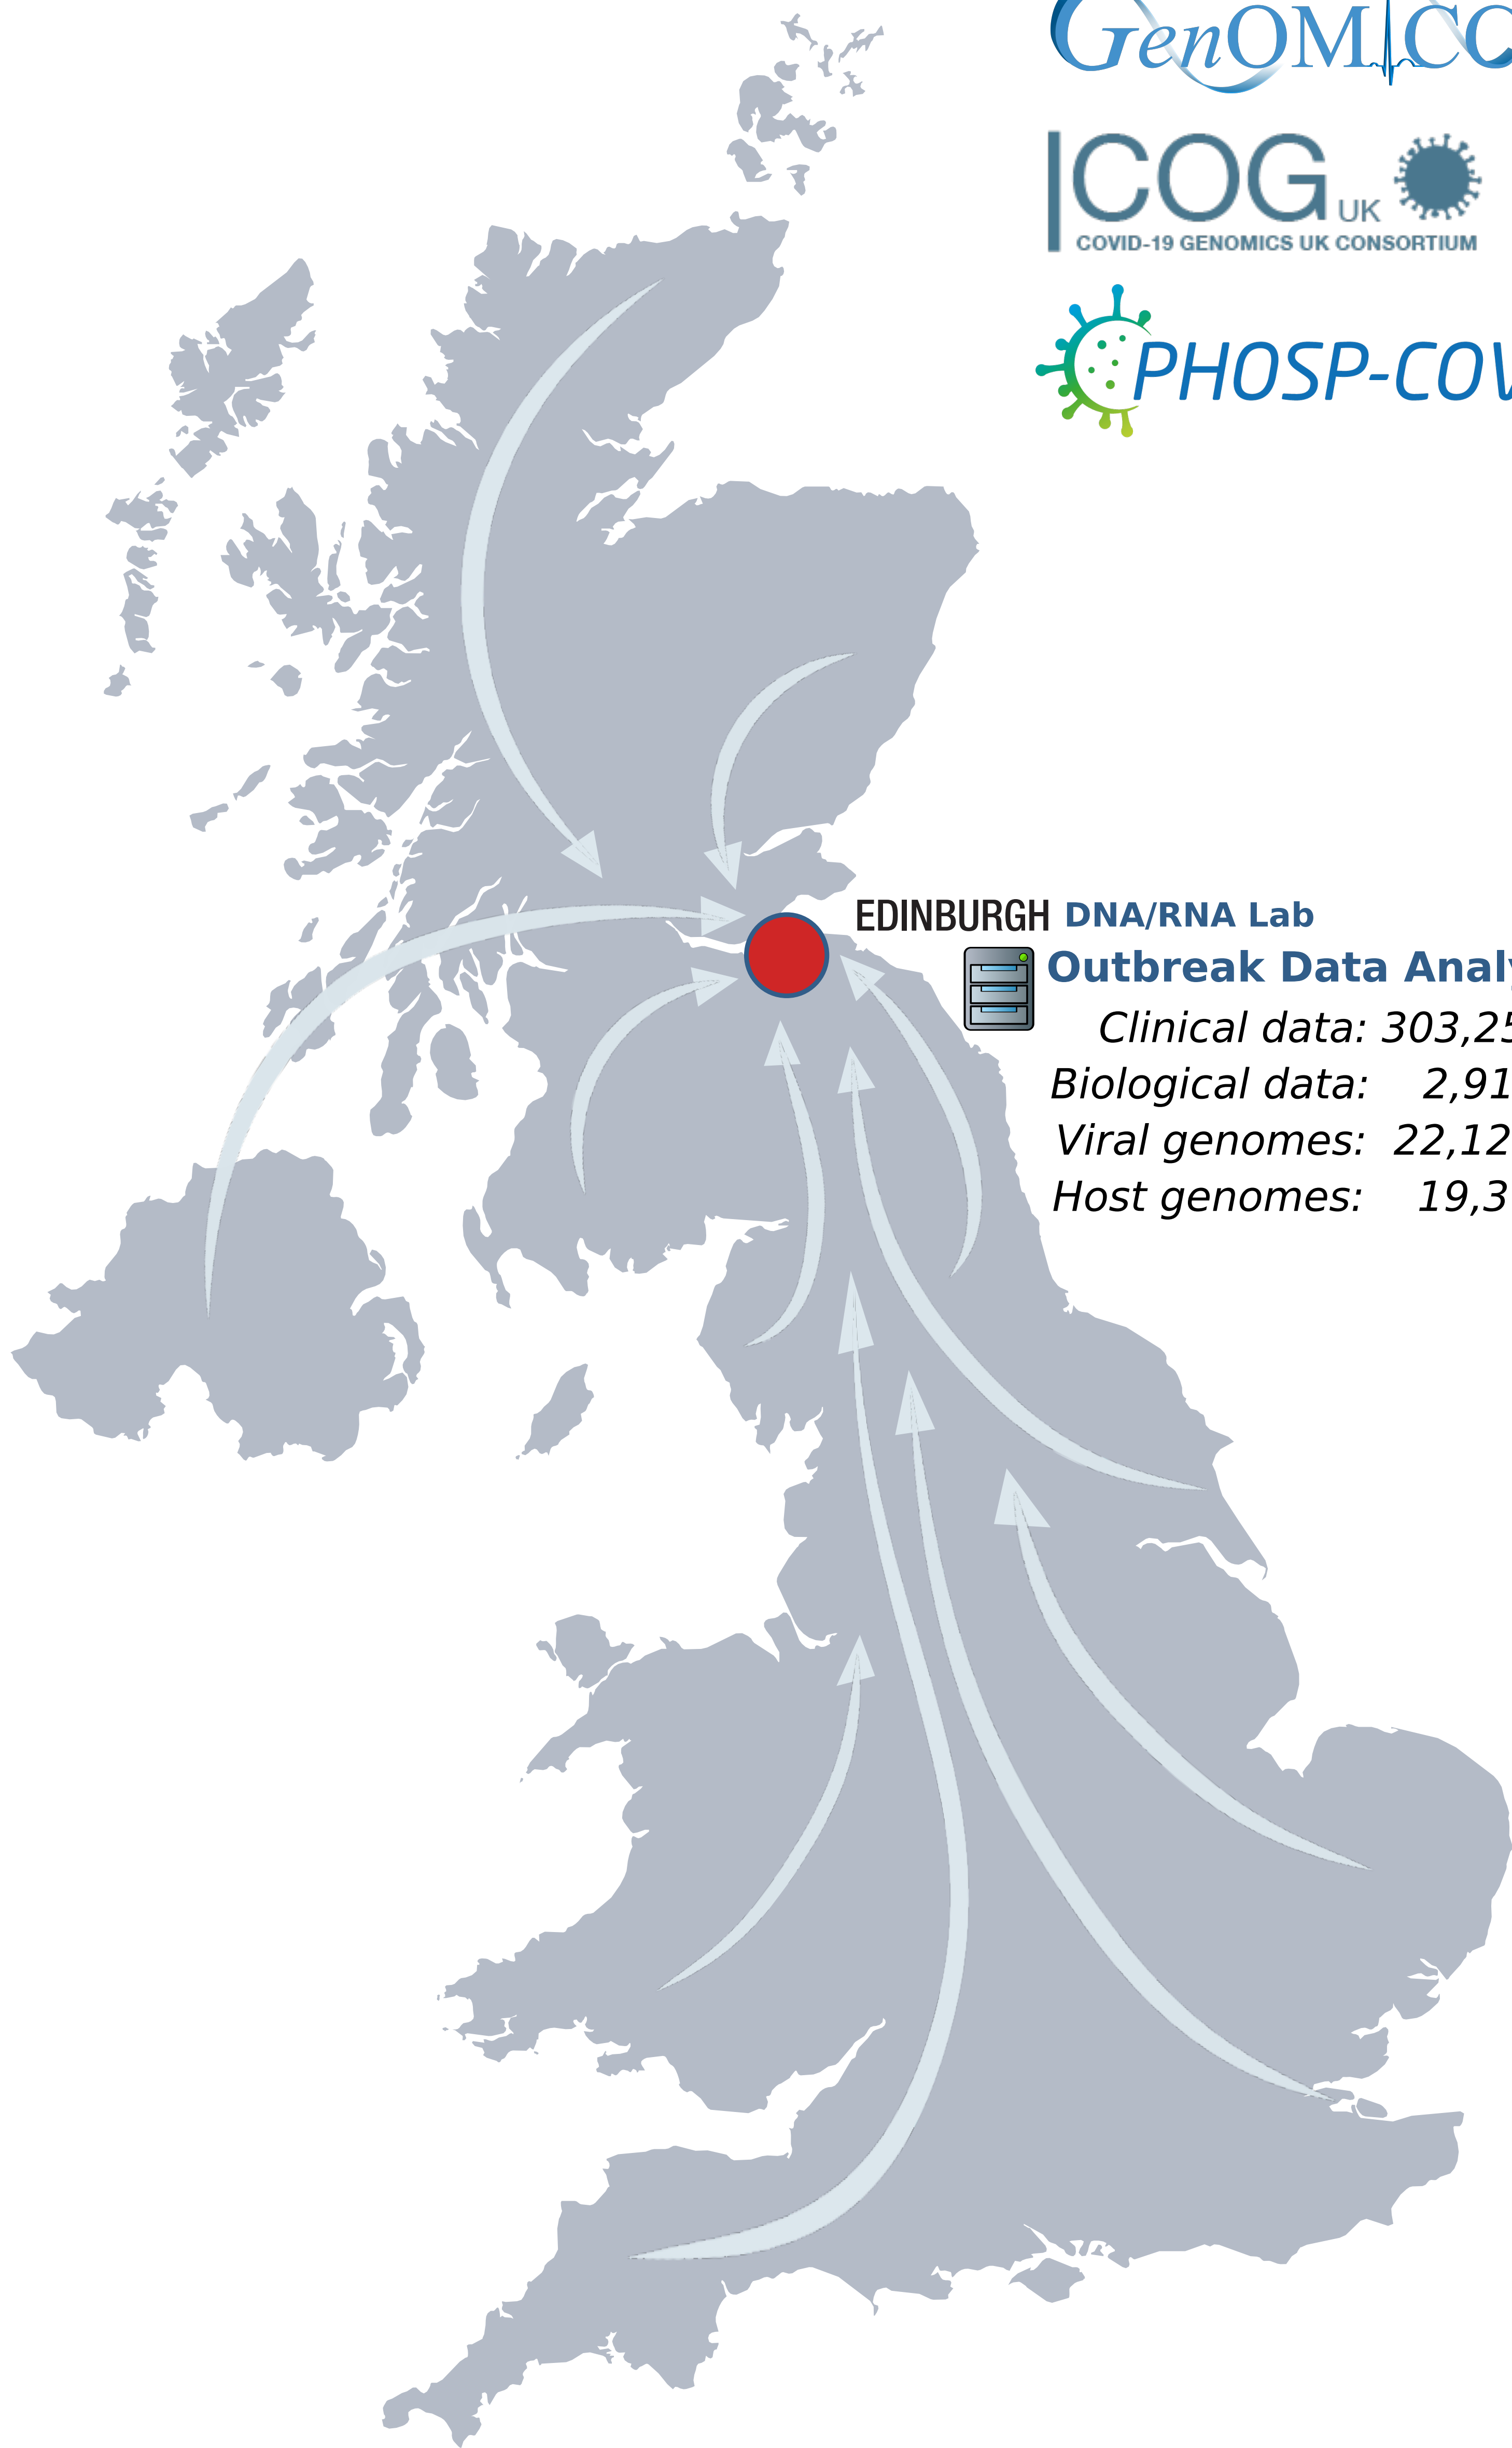 GenOMICC
COG UK
COVID-19 GENOMICS UK CONSORTIUM
PHOSP-COV
EDINBURGH DNA/RNA Lab
Outbreak Data Analy
Clinical data: 303,25
Biological data: 2,91
Viral genomes: 22,12
Host genomes: 19,3